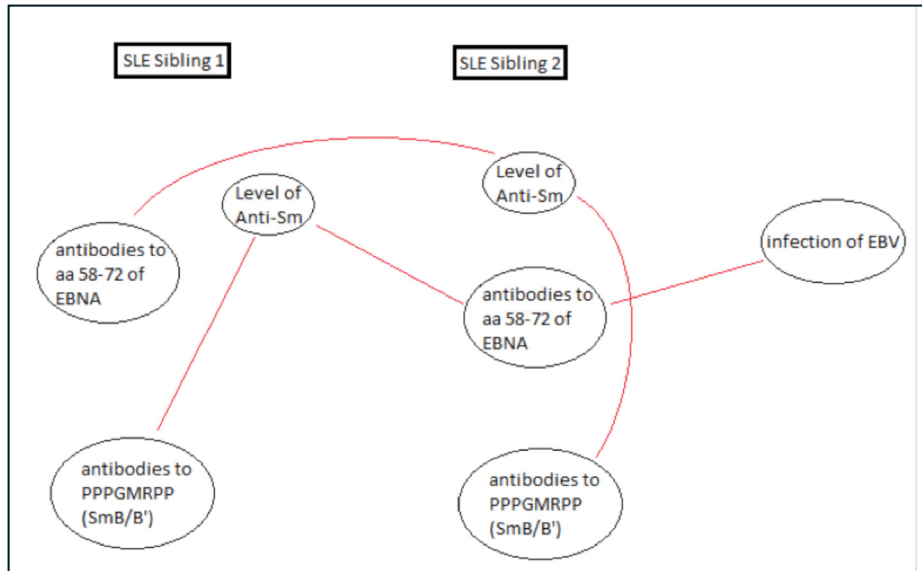 SLE Sibling 1
SLE Sibling 2
Level of
Anti-Sm
Level of
Anti-Sm
antibodies to
aa 58-72 of
EBNA
infection of EBV
antibodies to
aa 58-72 of
EBNA
antibodies to
PPPGMRPP
(SmB/B')
antibodies to
PPPGMRPP
(SmB/B')